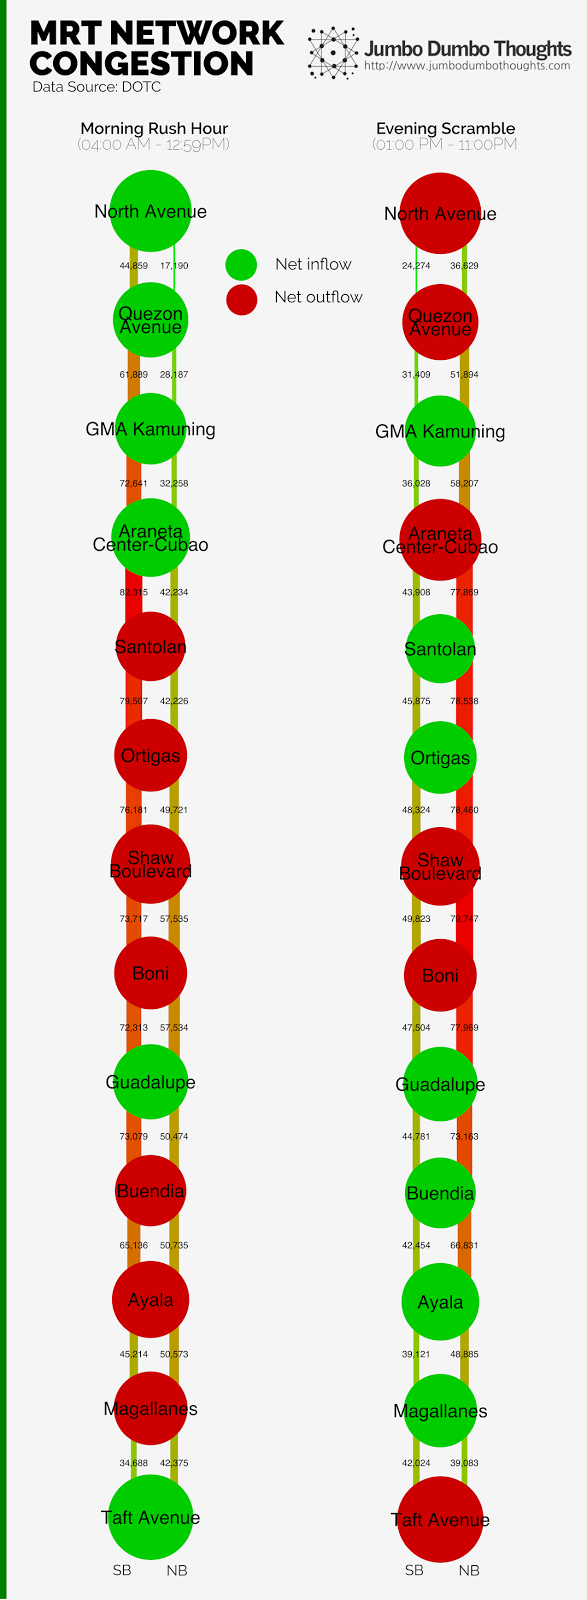 MRT NETWORK
CONGESTION
Data Source: DOTC
Jumbo Dumbo Thoughts
http://www.jumbodumbothoughts.com
Morning Rush Hour
(04:00 AM - 12:59PM)
Evening Scramble
(01:00 PM - 11:00PM
Net inflow
Net outflow
North Avenue
44,859 17,190
Quezon
Avenue
61,889 28,187
GMA Kamuning
72,641 32,258
Araneta
Center-Cubao
82,315 42,234
Santolan
79,507 42,226
Ortigas
76,181 49,721
Shaw
Boulevard
73,717 57,535
Boni
72,313 57,534
Guadalupe
73,079 50,474
Buendia
65,136 50,735
Ayala
45,214 50,573
Magallanes
34,688 42,375
Taft Avenue
SB NB
North Avenue
24,274 36,629
Quezon
Avenue
31,409 51,894
GMA Kamuning
36,028 58,207
Araneta
Center-Cubao
43,908 77,869
Santolan
45,875 78,538
Ortigas
48,324 78,460
Shaw
Boulevard
49,823 79,747
Boni
47,504 77,969
Guadalupe
44,781 73,163
Buendia
42,454 66,831
Ayala
39,121 48,885
Magallanes
42,024 39,083
Taft Avenue
SB NB